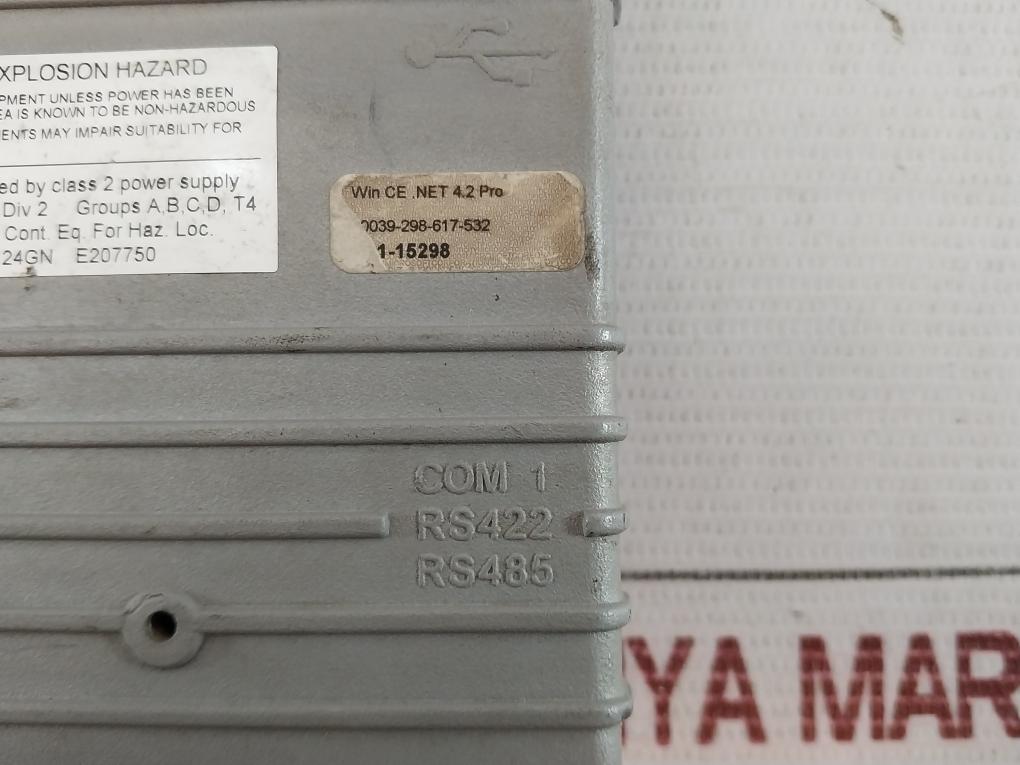 XPLOSION HAZARD
PMENT UNLESS POWER HAS BEEN
EA IS KNOWN TO BE NON-HAZARDOUS
ENTS MAY IMPAIR SUITABILITY FOR
ed by class 2 power supply
Div 2 Groups A,B,C,D, T4
Cont. Eq. For Haz. Loc.
24GN E207750
Win CE .NET 4.2 Pro
0039-298-617-532
1-15298
COM 1
RS422
RS485
YA MAR